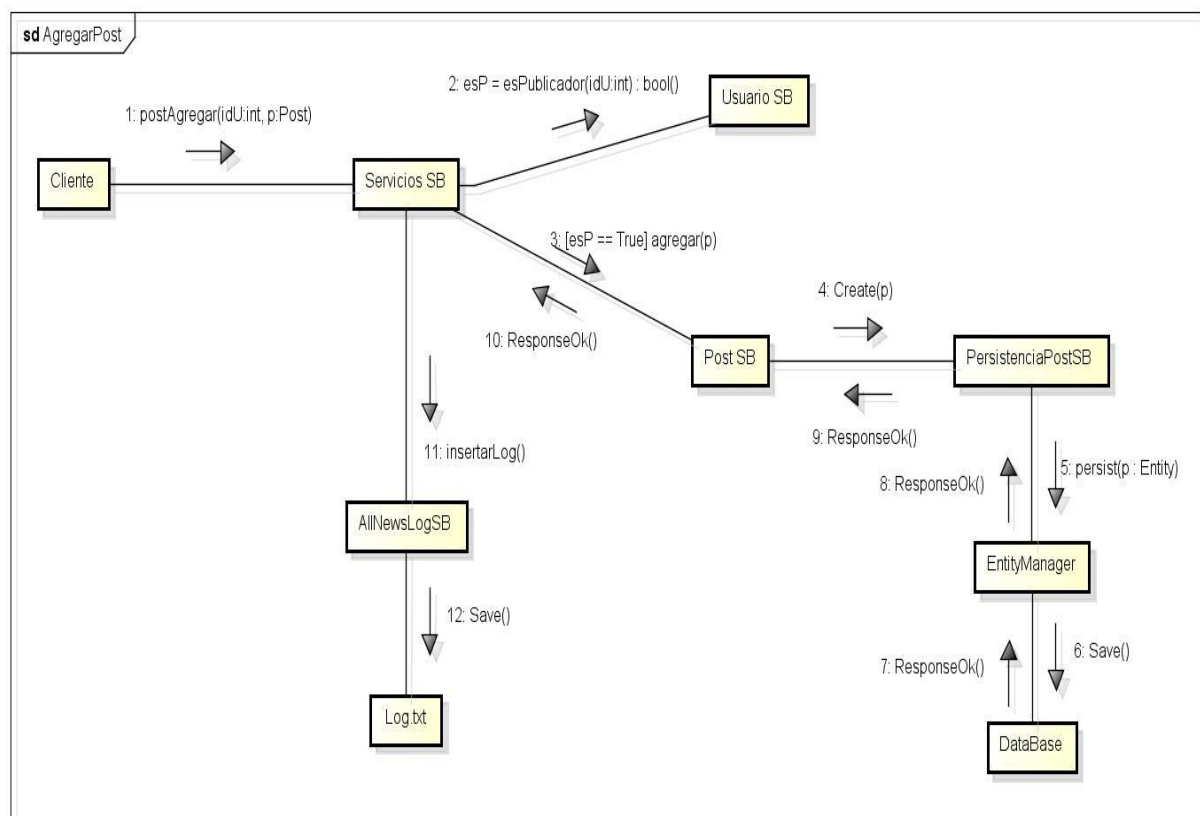 sd AgregarPost
2: esP = esPublicador(idU:int) : bool()
Usuario SB
1: postAgregar(idU:int, p:Post)
Cliente
Servicios SB
3: [esP == True] agregar(p)
4: Create(p)
10: ResponseOk()
Post SB
PersistenciaPostSB
9: ResponseOk()
11: insertarLog()
5: persist(p : Entity)
8: ResponseOk()
AllNewsLogSB
EntityManager
12: Save()
6: Save()
7: ResponseOk()
Log.txt
DataBase